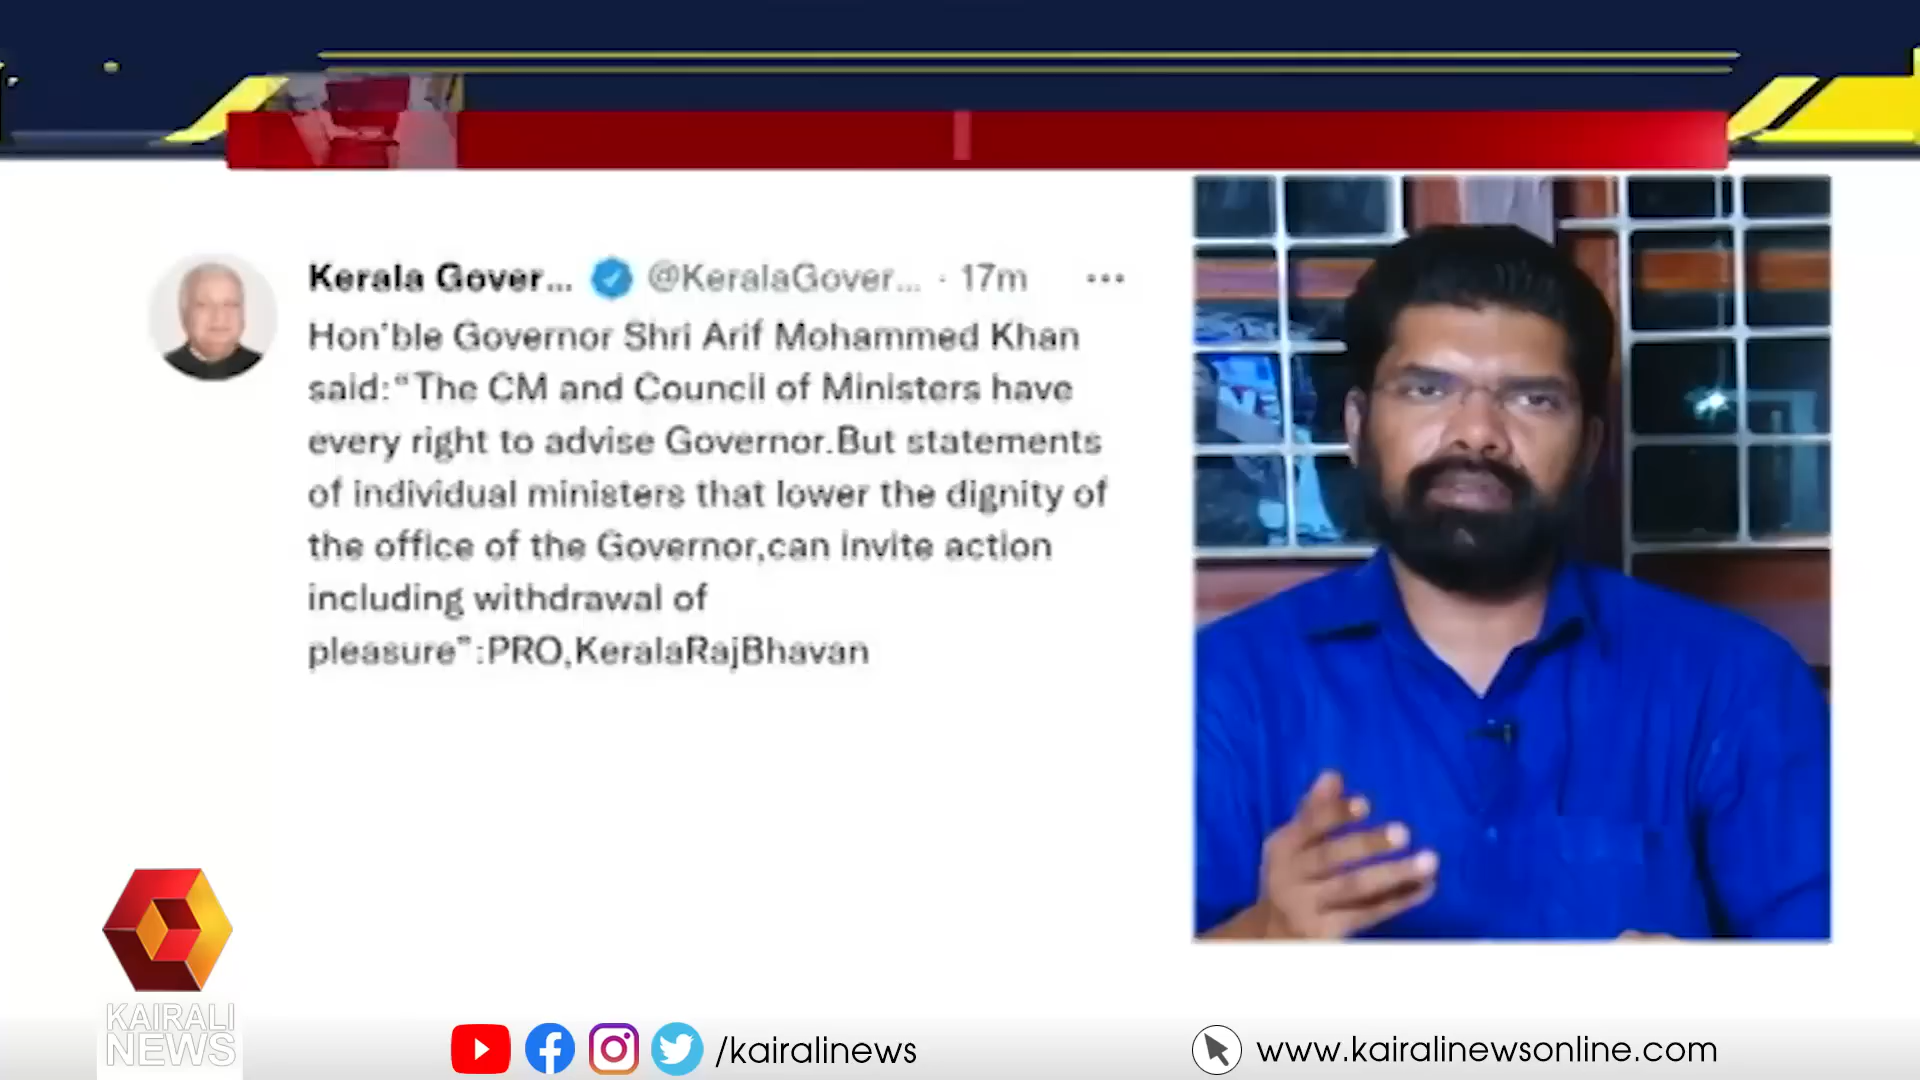 Kerala Gover... @KeralaGover... · 17m ...
Hon'ble Governor Shri Arif Mohammed Khan
said:“The CM and Council of Ministers have
every right to advise Governor.But statements
of individual ministers that lower the dignity of
the office of the Governor,can invite action
including withdrawal of
pleasure":PRO,KeralaRajBhavan
KAIRALI
NEWS
/kairalinews
www.kairalinewsonline.com